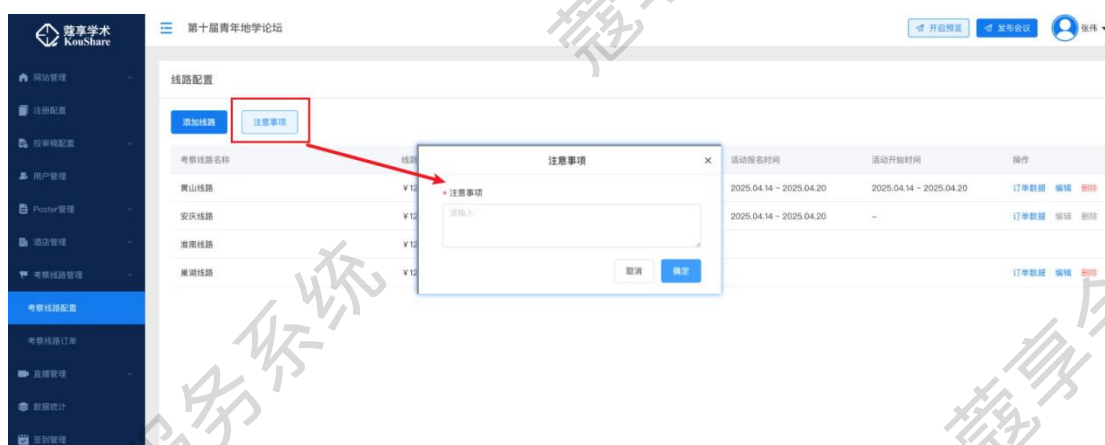 蔻享学术
KouShare
第十届青年地学论坛
开启预览
发布会议
张伟
网站管理
注册配置
投审稿配置
用户管理
Poster管理
酒店管理
考察线路管理
考察线路配置
考察线路订单
直播管理
数据统计
签到管理
线路配置
添加线路
注意事项
考察线路名称
线路
活动报名时间
活动开始时间
操作
黄山线路
¥12
2025.04.14 ~ 2025.04.20
2025.04.14 ~ 2025.04.20
订单数据 编辑 删除
安庆线路
¥12
2025.04.14 ~ 2025.04.20
~
订单数据 编辑 删除
淮南线路
¥12
巢湖线路
¥12
订单数据 编辑 删除
注意事项
* 注意事项
请输入
取消
确定